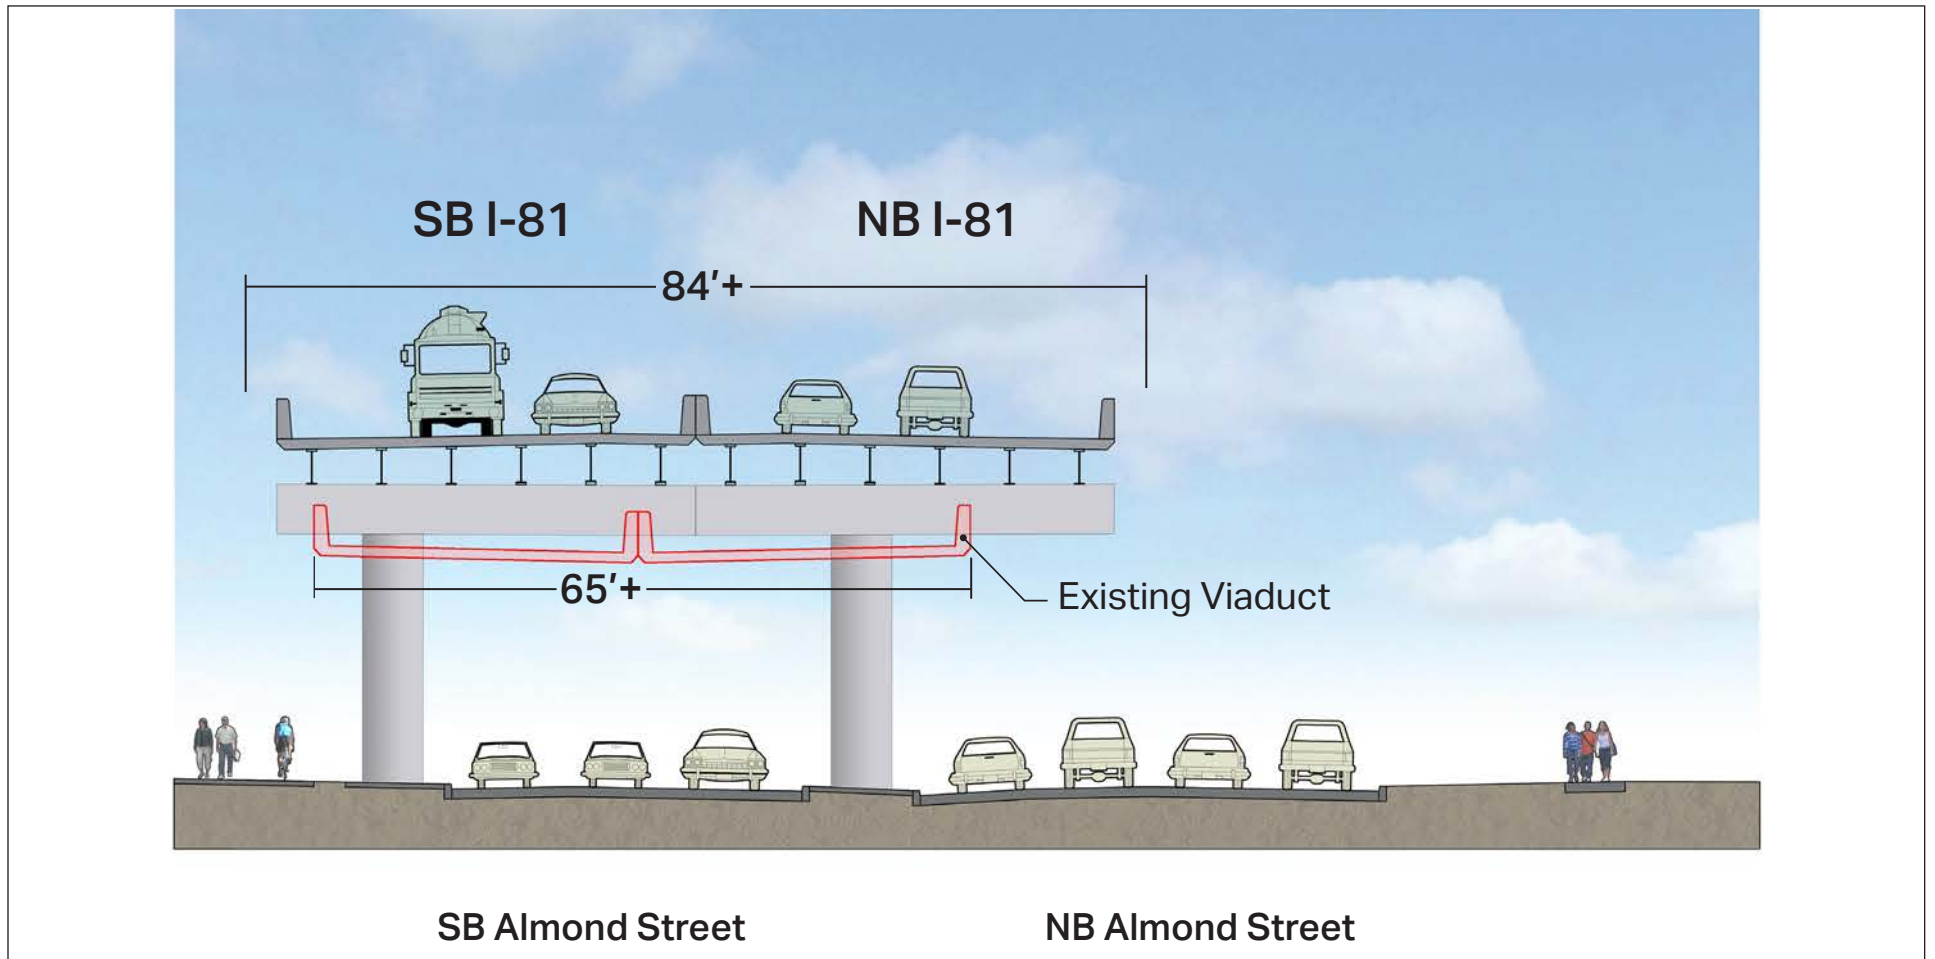 SB I-81
NB I-81
84'+
65'+
Existing Viaduct
SB Almond Street
NB Almond Street